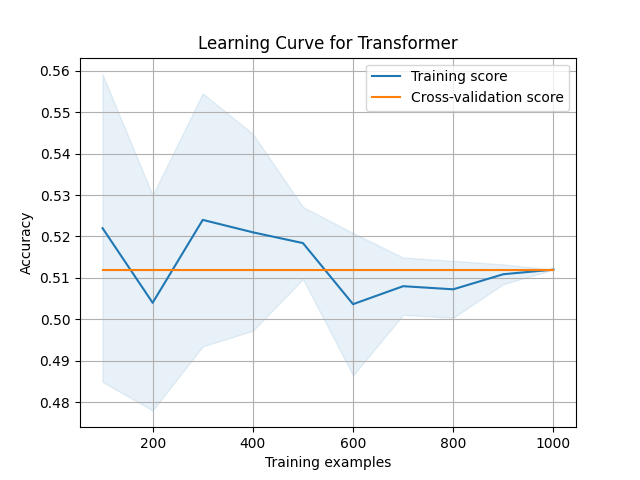 Learning Curve for Transformer
Training score
Cross-validation score
0.56
0.55
0.54
0.53
0.52
0.51
0.50
0.49
0.48
Accuracy
200 400 600 800 1000
Training examples